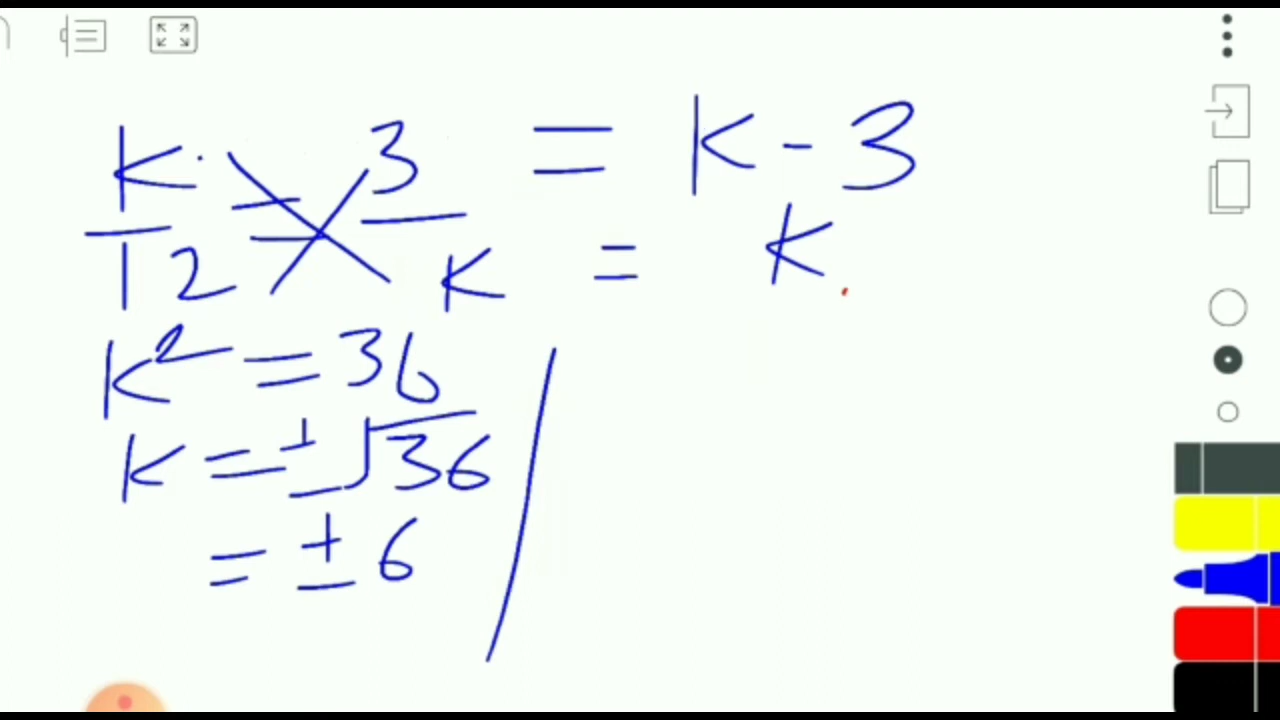 K/12 = 3/K = K - 3/K
K² = 36
K = ±√36
= ±6